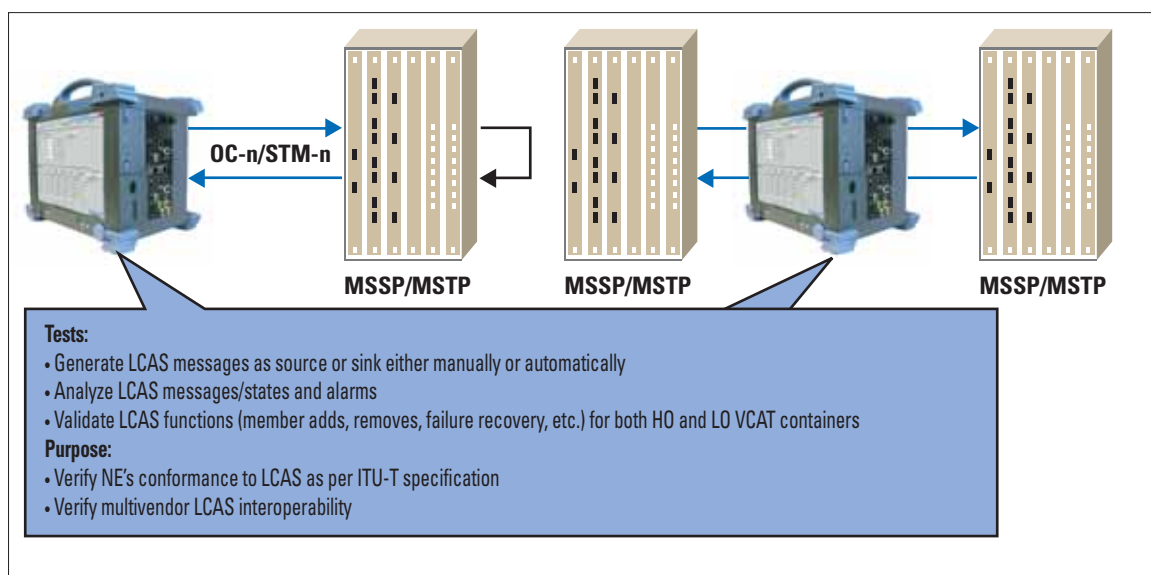 OC-n/STM-n
MSSP/MSTP
MSSP/MSTP
MSSP/MSTP
Tests:
• Generate LCAS messages as source or sink either manually or automatically
• Analyze LCAS messages/states and alarms
• Validate LCAS functions (member adds, removes, failure recovery, etc.) for both HO and LO VCAT containers
Purpose:
• Verify NE's conformance to LCAS as per ITU-T specification
• Verify multivendor LCAS interoperability